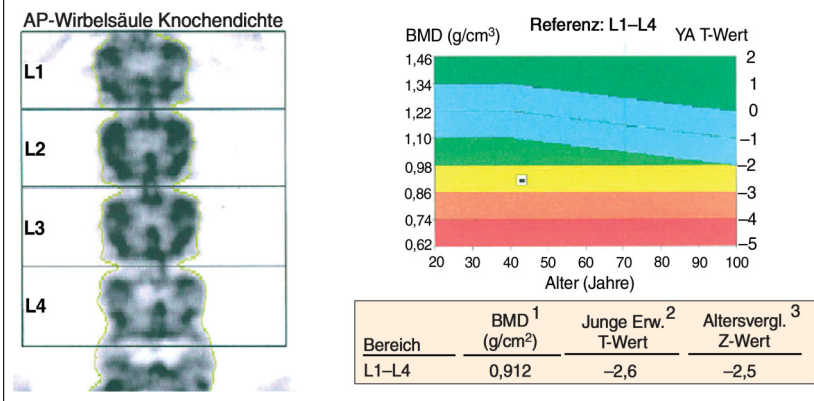 AP-Wirbelsäule Knochendichte
L1
L2
L3
L4
BMD (g/cm³)
Referenz: L1–L4
YA T-Wert
1,46
1,34
1,22
1,10
0,98
0,86
0,74
0,62
2
1
0
–1
–2
–3
–4
–5
20 30 40 50 60 70 80 90 100
Alter (Jahre)
Bereich BMD¹ (g/cm²) Junge Erw.² T-Wert Altersvergl.³ Z-Wert
L1–L4 0,912 –2,6 –2,5